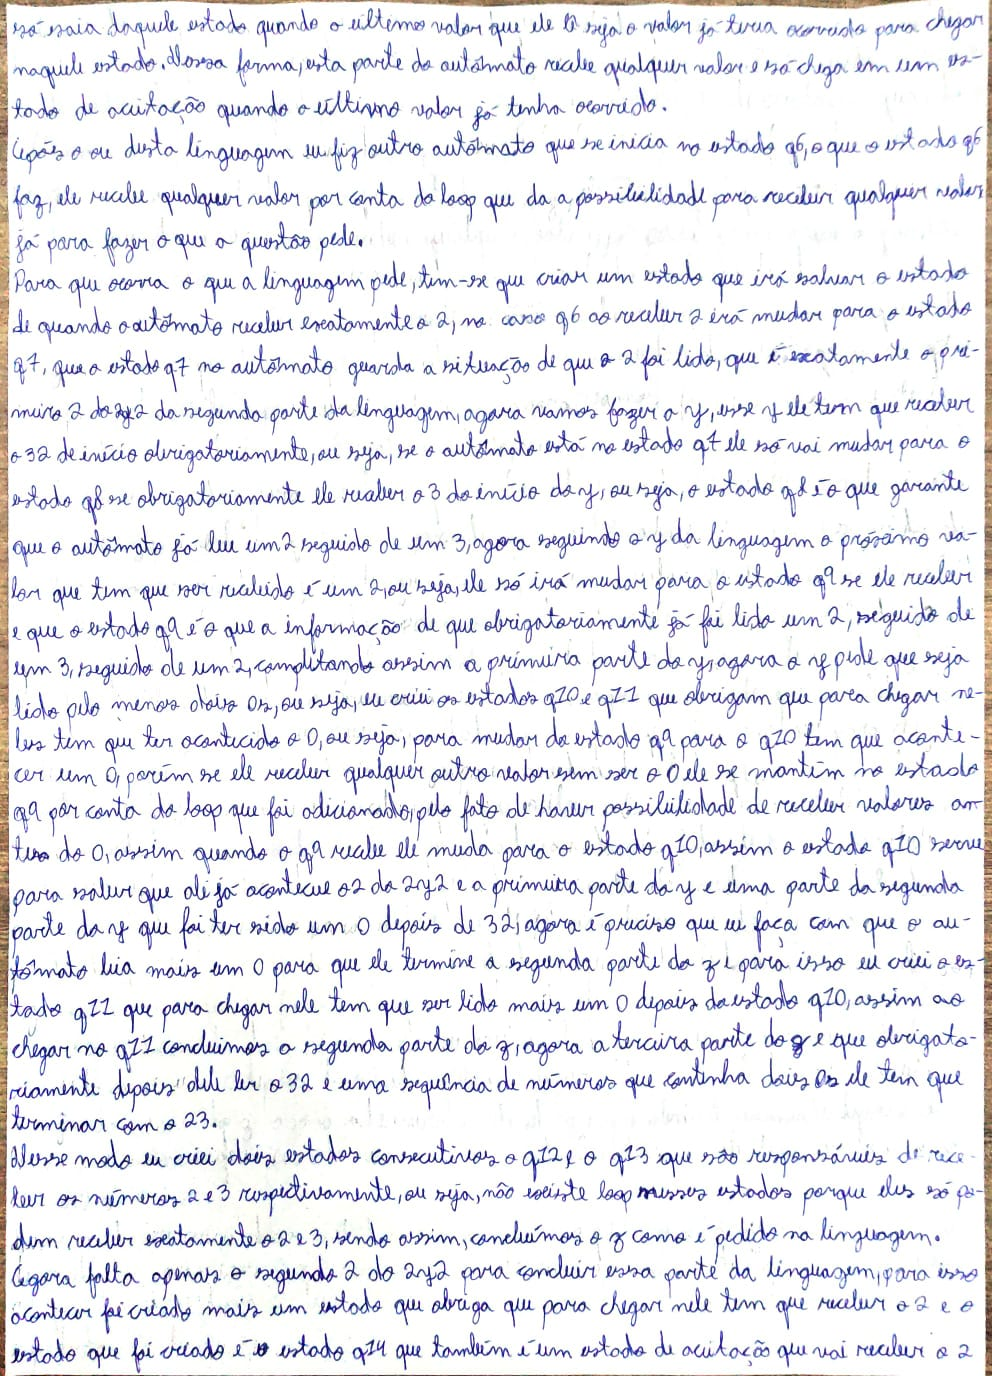 só saia daquele estado quando o último valor que ele lê seja o valor já teria ocorrido para chegar
naquele estado. Dessa forma, esta parte do autômato recebe qualquer valor e só chega em um es-
tado de aceitação quando o último valor já tenha ocorrido.
Após o ou desta linguagem eu fiz outro autômato que se inicia no estado q6, o que o estado q6
faz, ele recebe qualquer valor por conta do loop que da a possibilidade para receber qualquer valor
já para fazer o que a questão pede.
Para que ocorra o que a linguagem pede, tem-se que criar um estado que irá salvar o estado
de quando o autômato receber exatamente o 2, no caso q6 ao receber 2 irá mudar para o estado
q7, que o estado q7 no autômato guarda a situação de que o 2 foi lido, que é exatamente o pri-
meiro 2 do 2y2 da segunda parte da linguagem, agora vamos fazer o y, esse y ele tem que receber
o 32 de início obrigatoriamente, ou seja, se o autômato está no estado q7 ele só vai mudar para o
estado q8 se obrigatoriamente ele receber o 3 do início do y, ou seja, o estado q8 é o que garante
que o autômato já leu um 2 seguido de um 3, agora seguindo o y da linguagem o próximo va-
lor que tem que ser recebido é um 2, ou seja, ele só irá mudar para o estado q9 se ele receber
e que o estado q9 é o que a informação de que obrigatoriamente já foi lido um 2, seguido de
um 3, seguido de um 2, completando assim a primeira parte do y, agora o y pede que seja
lido pelo menos dois 0s, ou seja, eu criei os estados q10 e q11 que obrigam que para chegar ne-
les tem que ter acontecido o 0, ou seja, para mudar do estado q9 para o q10 tem que aconte-
cer um 0, porém se ele receber qualquer outro valor sem ser o 0 ele se mantém no estado
q9 por conta do loop que foi adicionado, pelo fato de haver possibilidade de receber valores an-
tes do 0, assim quando o q9 recebe ele muda para o estado q10, assim o estado q10 serve
para saber que ali já aconteceu o 2 do 2y2 e a primeira parte do y e uma parte da segunda
parte do y que foi ter sido um 0 depois de 32, agora é preciso que eu faça com que o au-
tômato leia mais um 0 para que ele termine a segunda parte do y e para isso eu criei o es-
tado q11 que para chegar nele tem que ser lido mais um 0 depois do estado q10, assim ao
chegar no q11 concluimos a segunda parte do y, agora a terceira parte do y e que obrigato-
riamente depois dele ler o 32 e uma sequência de números que contenha dois 0s ele tem que
terminar com o 23.
Desse modo eu criei dois estados consecutivos o q12 e o q13 que são responsáveis de rece-
ber os números 2 e 3 respectivamente, ou seja, não existe loop nesses estados porque eles só po-
dem receber exatamente o 2 e 3, sendo assim, concluímos o y como é pedido na linguagem.
Agora falta apenas o segundo 2 do 2y2 para concluir essa parte da linguagem, para isso
acontecer foi criado mais um estado que obriga que para chegar nele tem que receber o 2 e o
estado que foi criado é o estado q14 que também é um estado de aceitação que vai receber o 2